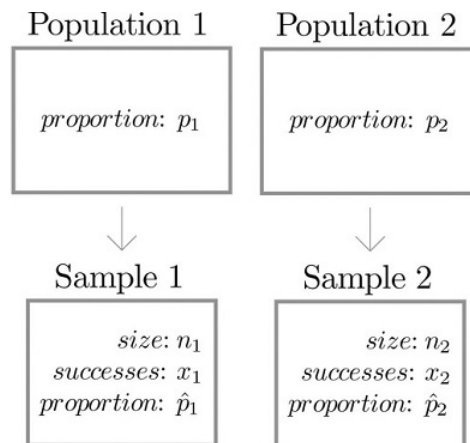 Population 1
Population 2
proportion: p₁
proportion: p₂
Sample 1
Sample 2
size: n₁
successes: x₁
proportion: p̂₁
size: n₂
successes: x₂
proportion: p̂₂